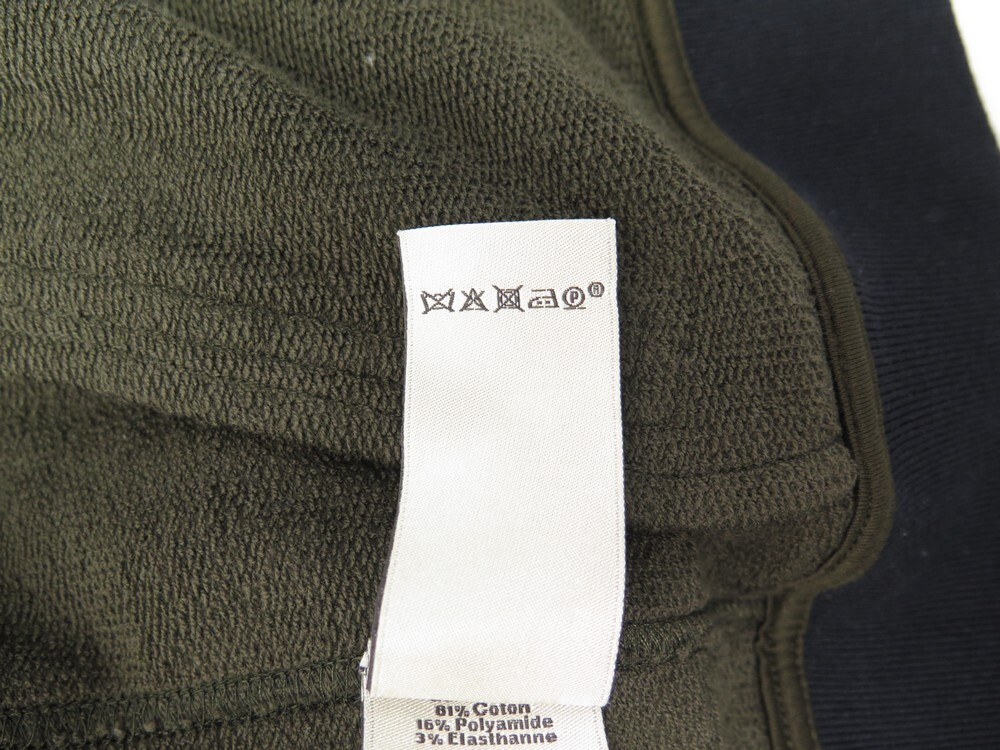 P ®
81% Coton
16% Polyamide
3% Elasthanne